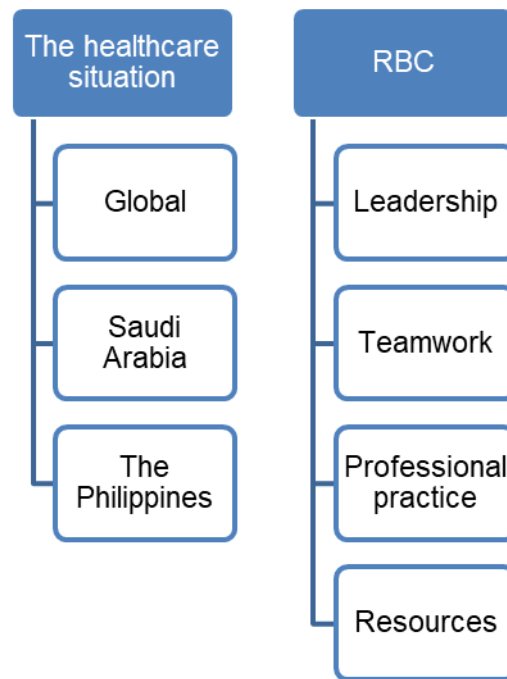 The healthcare
situation
Global
Saudi
Arabia
The
Philippines
RBC
Leadership
Teamwork
Professional
practice
Resources